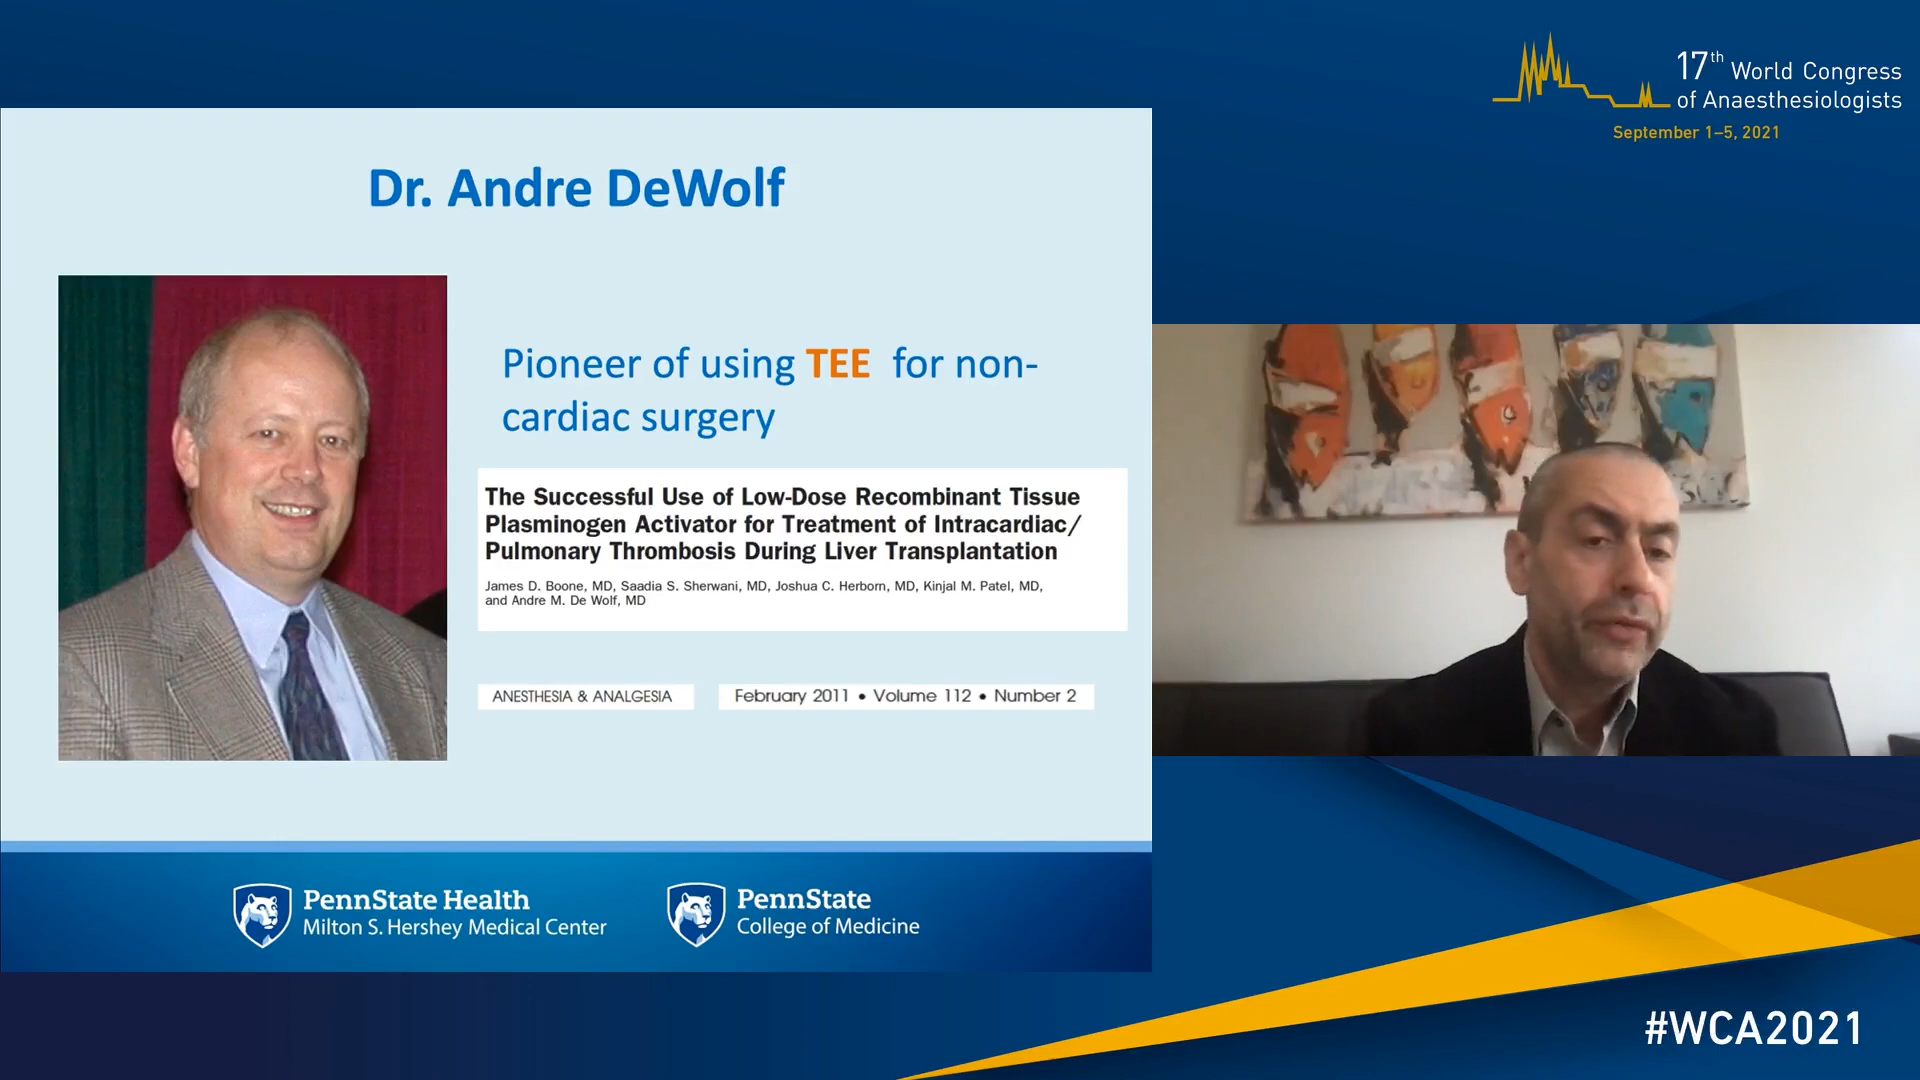 17th World Congress
of Anaesthesiologists
September 1–5, 2021
Dr. Andre DeWolf
Pioneer of using TEE for non-
cardiac surgery
The Successful Use of Low-Dose Recombinant Tissue
Plasminogen Activator for Treatment of Intracardiac/
Pulmonary Thrombosis During Liver Transplantation
James D. Boone, MD, Saadia S. Sherwani, MD, Joshua C. Herborn, MD, Kinjal M. Patel, MD,
and Andre M. De Wolf, MD
ANESTHESIA & ANALGESIA
February 2011 • Volume 112 • Number 2
PennState Health
Milton S. Hershey Medical Center
PennState
College of Medicine
#WCA2021